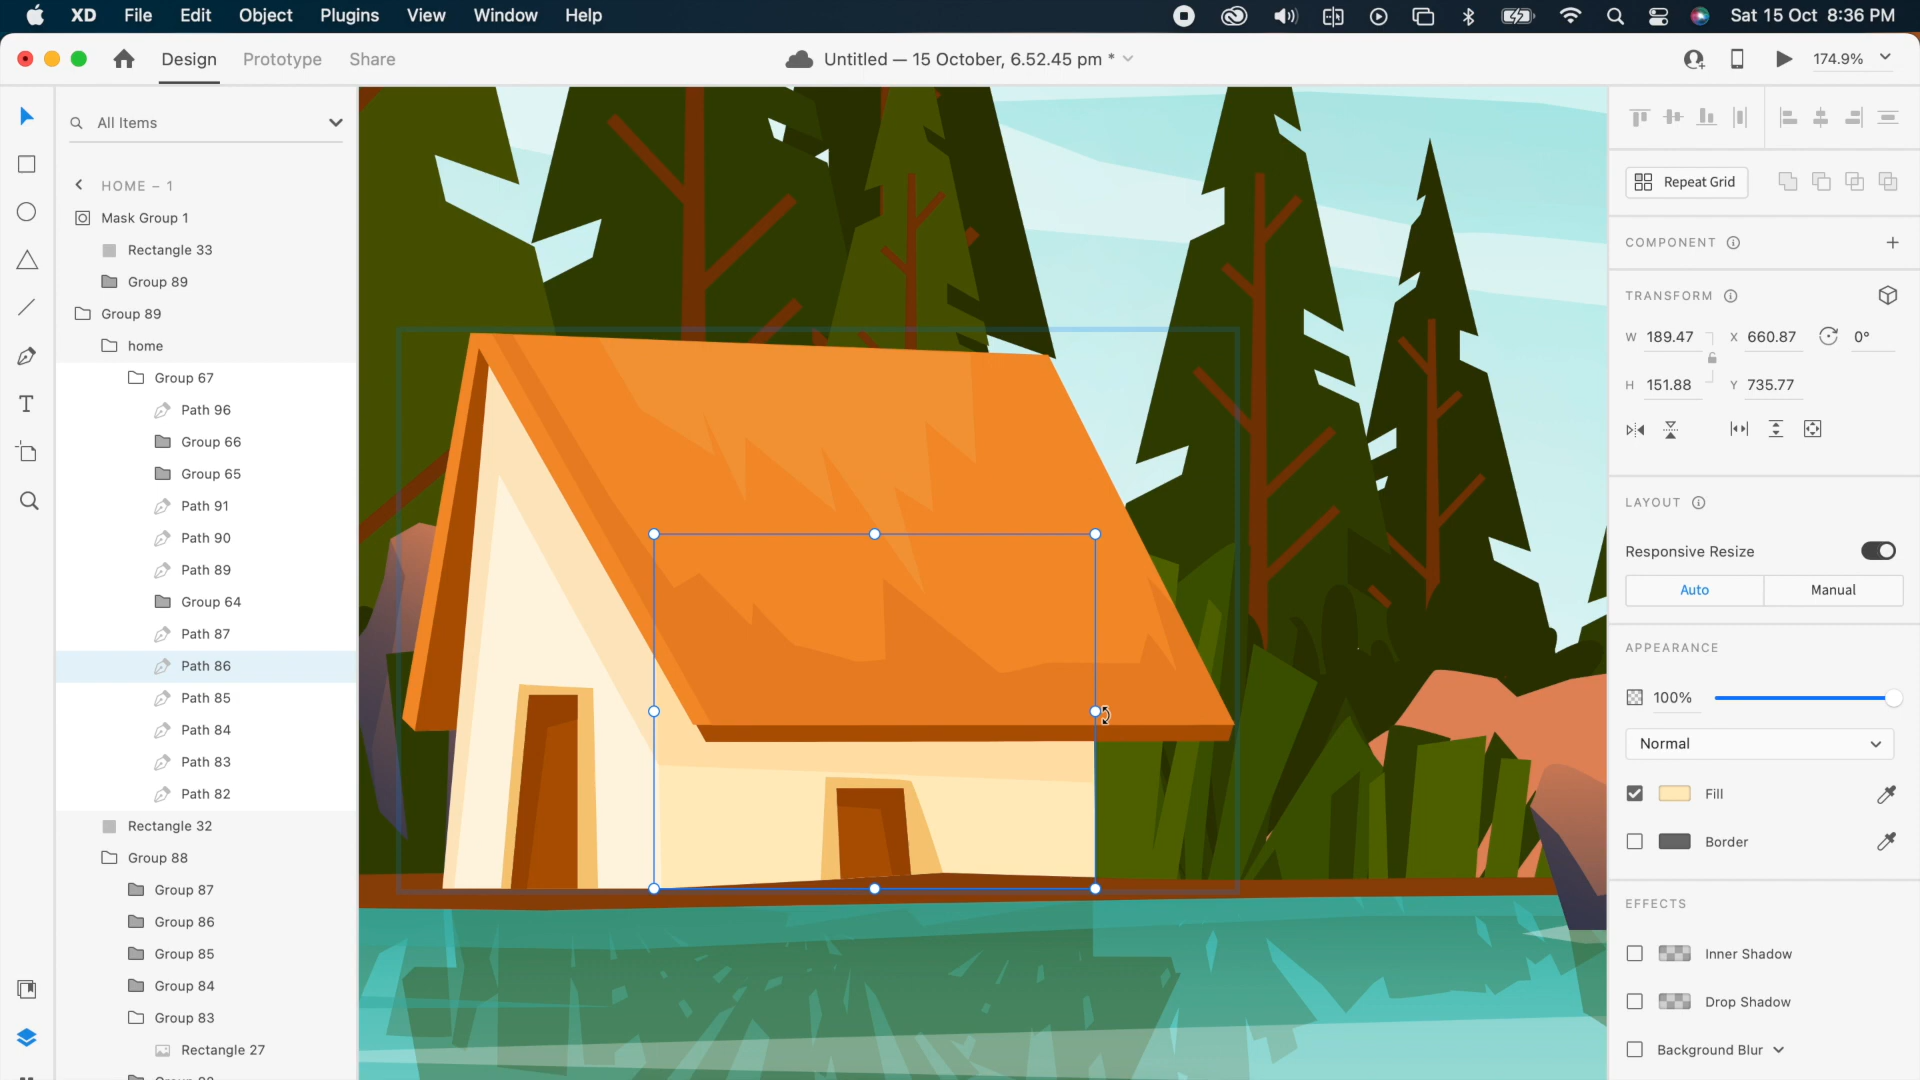 XD File Edit Object Plugins View Window Help
Sat 15 Oct 8:36 PM
Design Prototype Share
Untitled — 15 October, 6.52.45 pm *
174.9%
All Items
HOME – 1
Mask Group 1
Rectangle 33
Group 89
Group 89
home
Group 67
Path 96
Group 66
Group 65
Path 91
Path 90
Path 89
Group 64
Path 87
Path 86
Path 85
Path 84
Path 83
Path 82
Rectangle 32
Group 88
Group 87
Group 86
Group 85
Group 84
Group 83
Rectangle 27
Repeat Grid
COMPONENT
TRANSFORM
W 189.47 X 660.87 0°
H 151.88 Y 735.77
LAYOUT
Responsive Resize
Auto Manual
APPEARANCE
100%
Normal
Fill
Border
EFFECTS
Inner Shadow
Drop Shadow
Background Blur